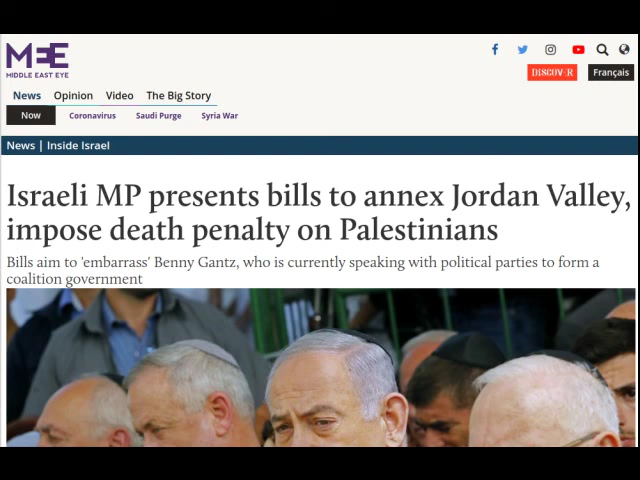 MEE
MIDDLE EAST EYE
DISCOVER
Français
News Opinion Video The Big Story
Now Coronavirus Saudi Purge Syria War
News | Inside Israel
Israeli MP presents bills to annex Jordan Valley,
impose death penalty on Palestinians
Bills aim to 'embarrass' Benny Gantz, who is currently speaking with political parties to form a
coalition government